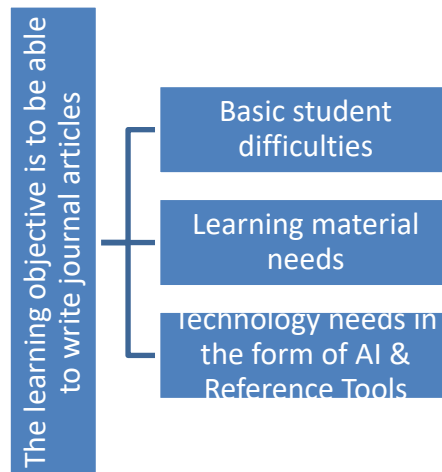 The learning objective is to be able
to write journal articles
Basic student
difficulties
Learning material
needs
Technology needs in
the form of AI &
Reference Tools